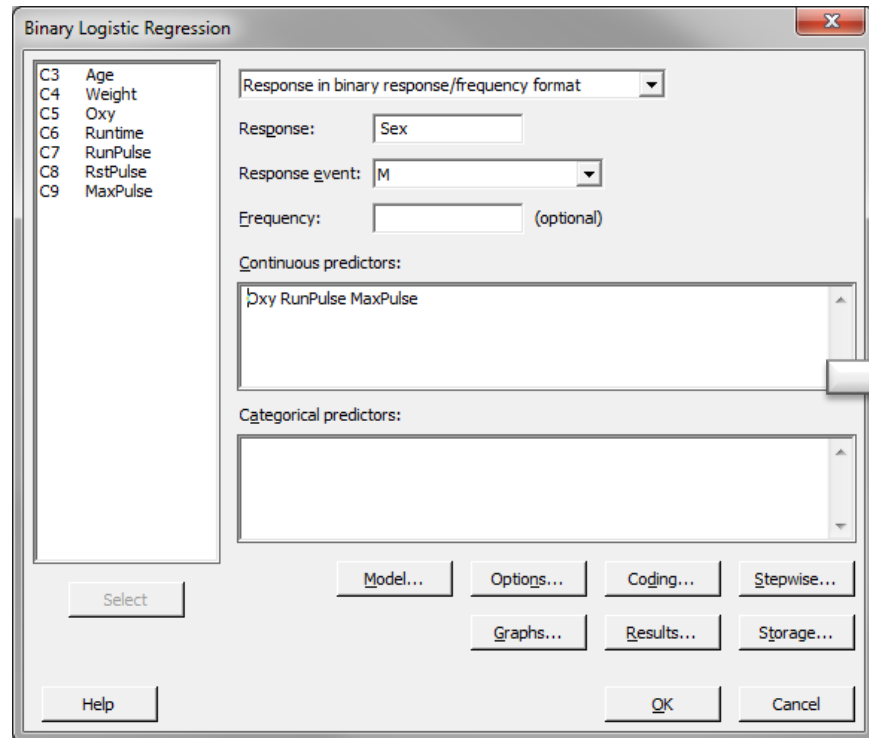 Binary Logistic Regression
C3 Age
C4 Weight
C5 Oxy
C6 Runtime
C7 RunPulse
C8 RstPulse
C9 MaxPulse
Response in binary response/frequency format
Response: Sex
Response event: M
Frequency: (optional)
Continuous predictors:
Oxy RunPulse MaxPulse
Categorical predictors:
Model... Options... Coding... Stepwise...
Select
Graphs... Results... Storage...
Help OK Cancel